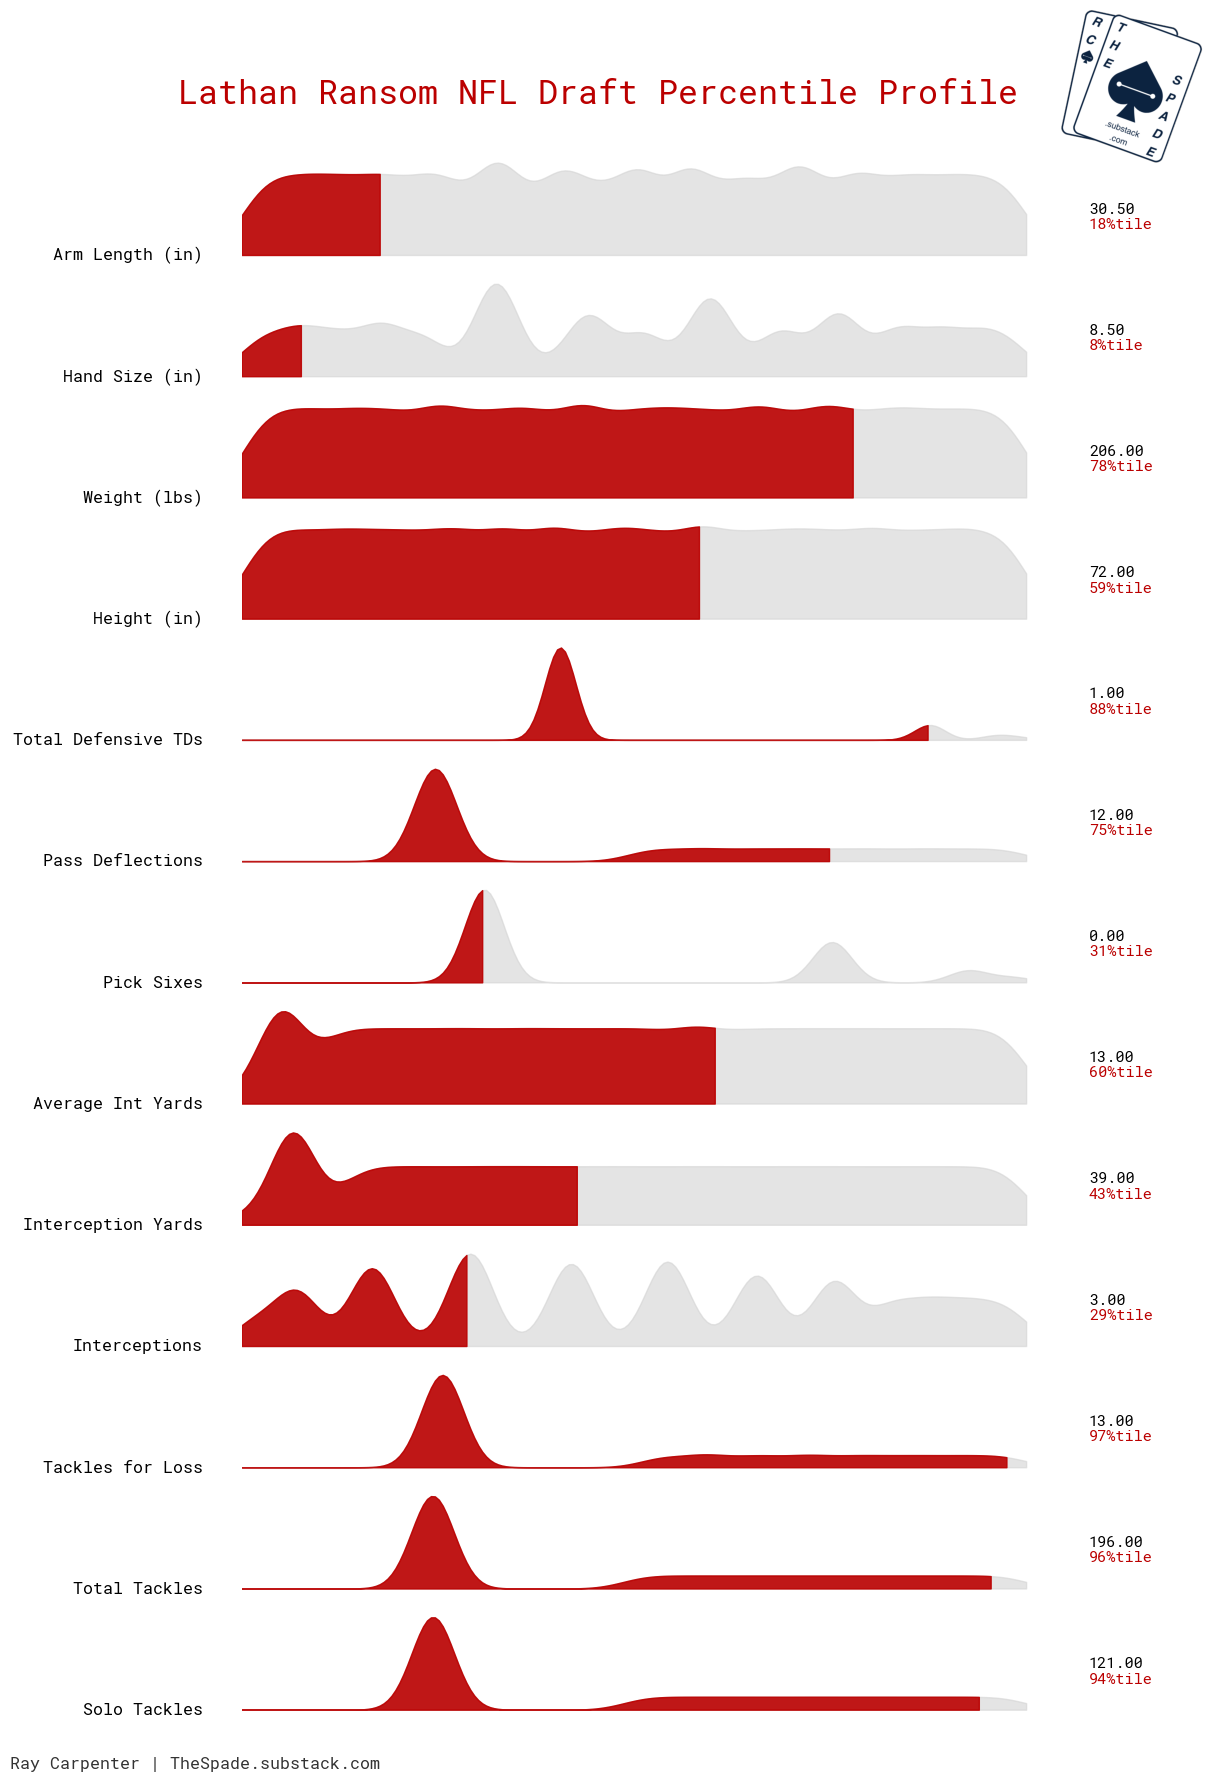 R
C
T
H
E
S
P
A
D
E
.substack
.com
Lathan Ransom NFL Draft Percentile Profile
Arm Length (in)
30.50
18%tile
Hand Size (in)
8.50
8%tile
Weight (lbs)
206.00
78%tile
Height (in)
72.00
59%tile
Total Defensive TDs
1.00
88%tile
Pass Deflections
12.00
75%tile
Pick Sixes
0.00
31%tile
Average Int Yards
13.00
60%tile
Interception Yards
39.00
43%tile
Interceptions
3.00
29%tile
Tackles for Loss
13.00
97%tile
Total Tackles
196.00
96%tile
Solo Tackles
121.00
94%tile
Ray Carpenter | TheSpade.substack.com